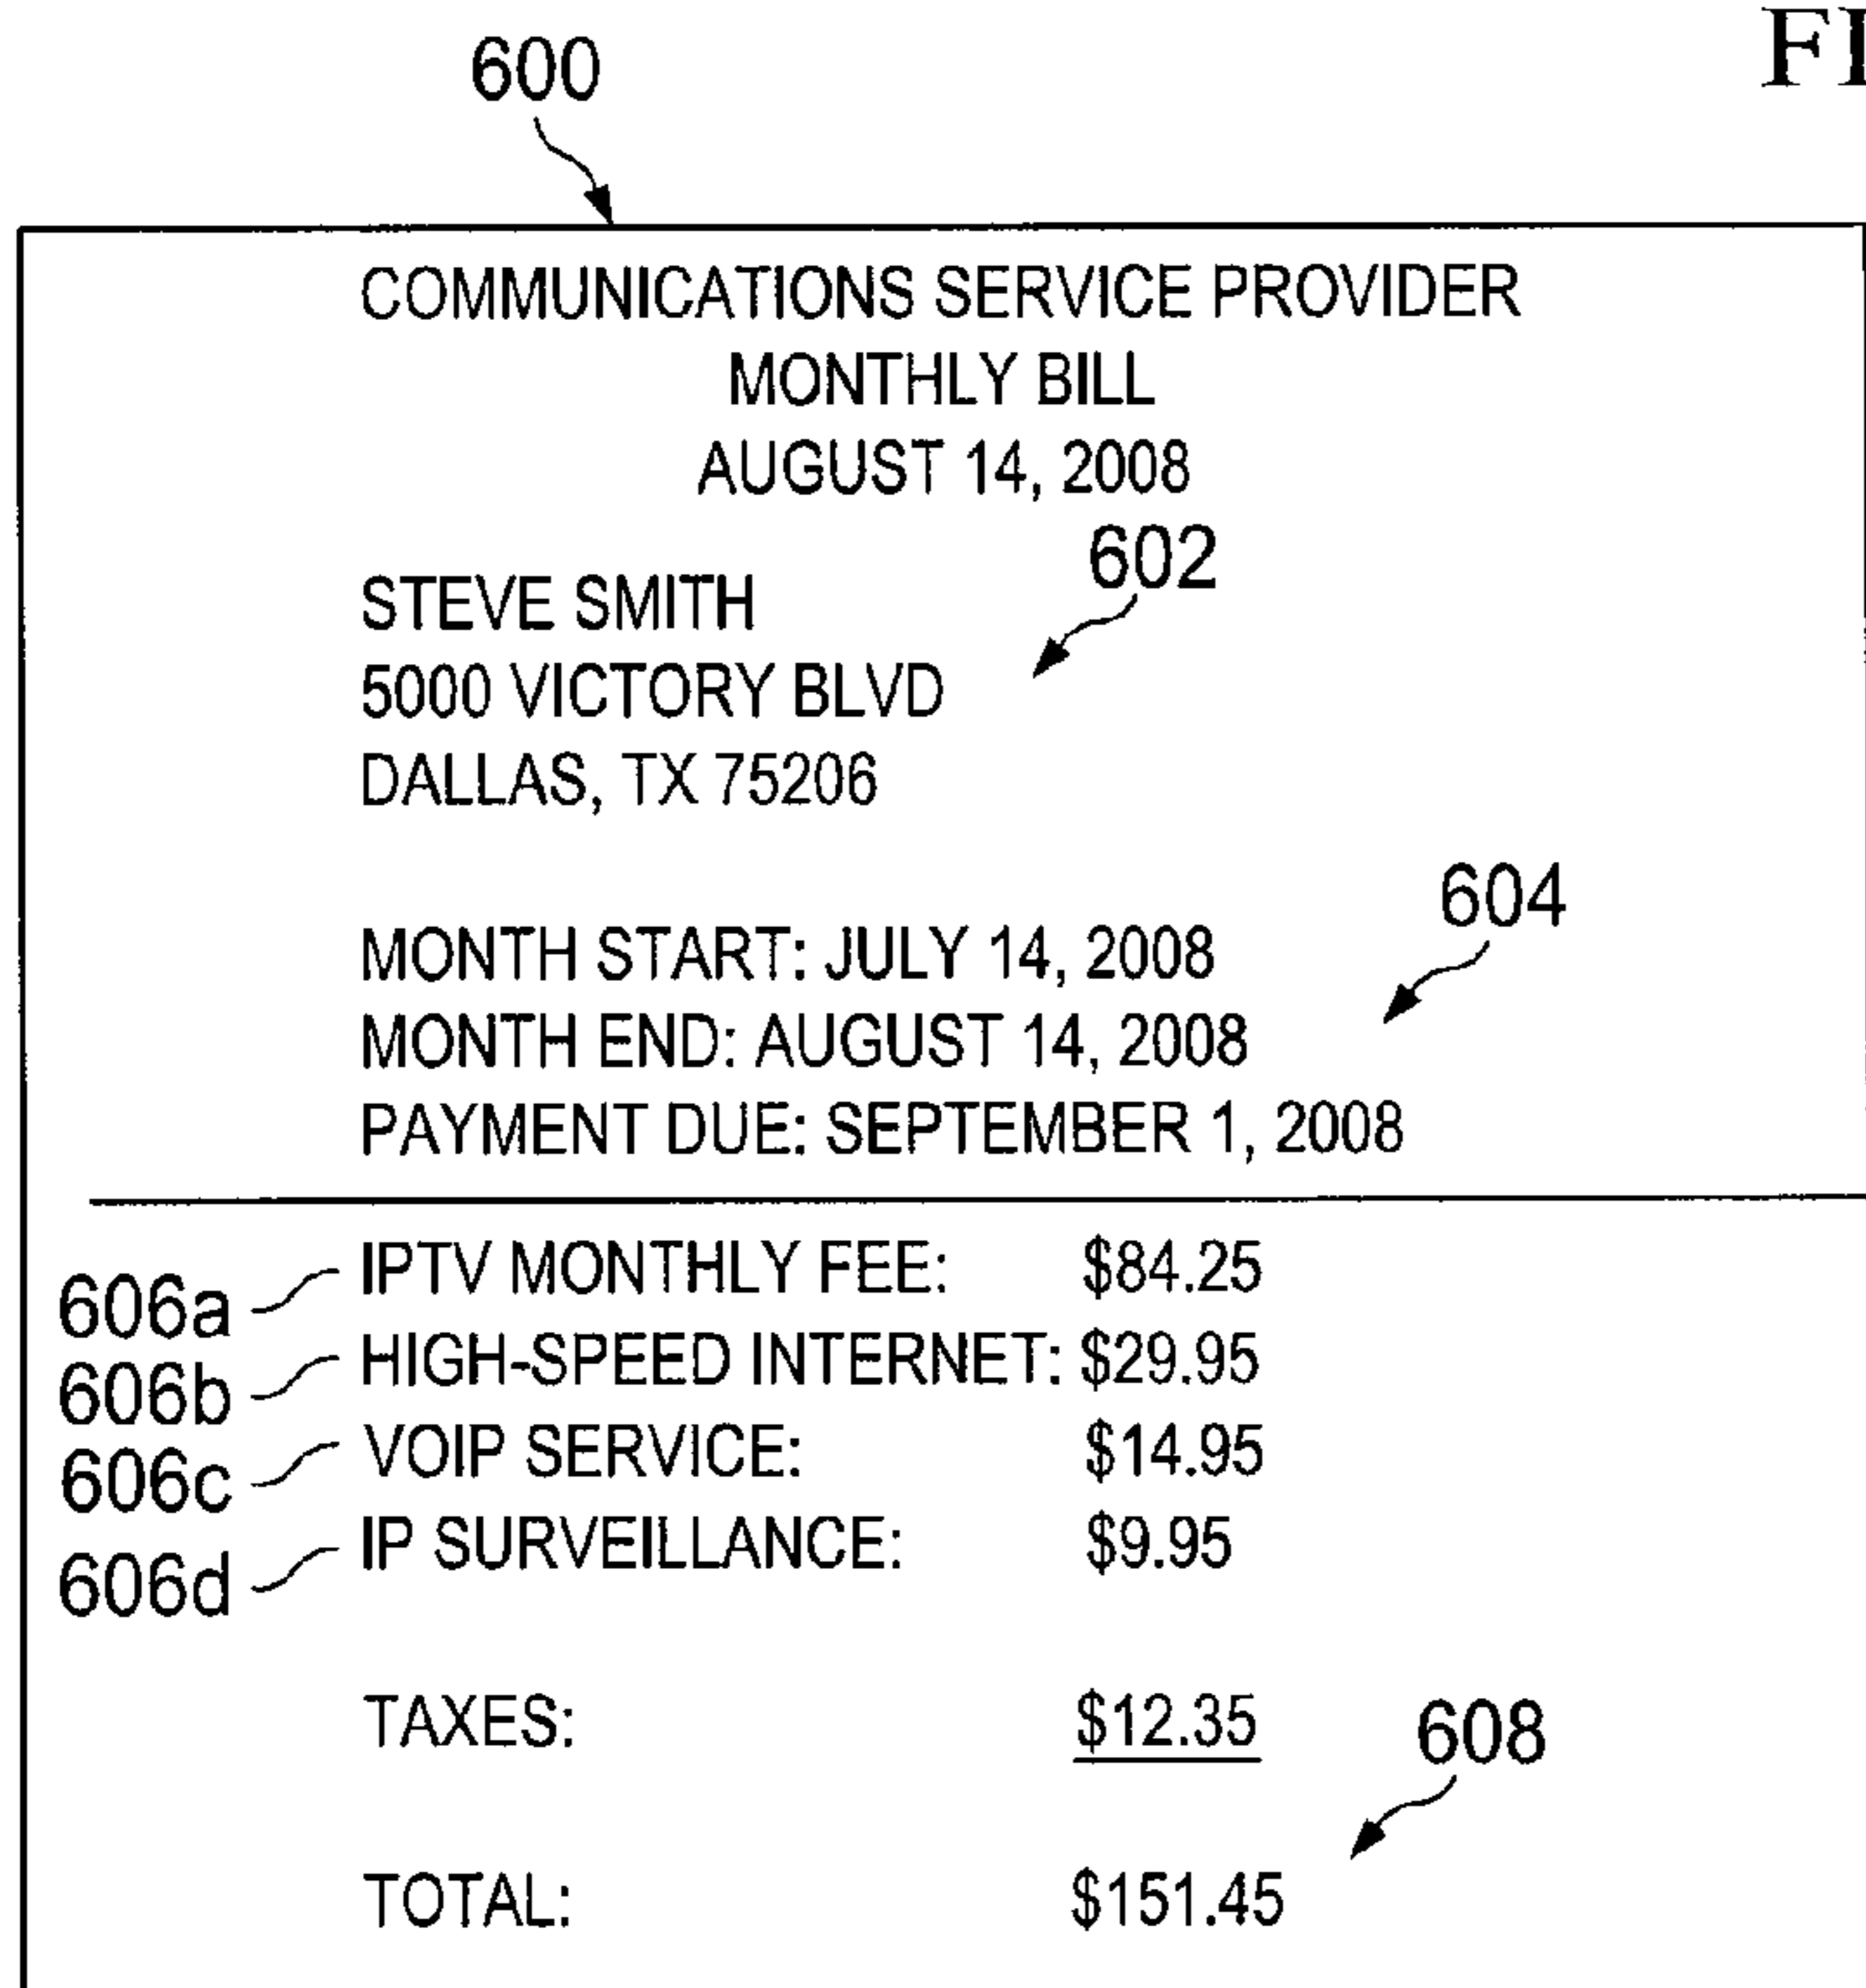 FI
600
COMMUNICATIONS SERVICE PROVIDER
MONTHLY BILL
AUGUST 14, 2008
602
STEVE SMITH
5000 VICTORY BLVD
DALLAS, TX 75206
604
MONTH START: JULY 14, 2008
MONTH END: AUGUST 14, 2008
PAYMENT DUE: SEPTEMBER 1, 2008
606a IPTV MONTHLY FEE: $84.25
606b HIGH-SPEED INTERNET: $29.95
606c VOIP SERVICE: $14.95
606d IP SURVEILLANCE: $9.95
TAXES: $12.35
608
TOTAL: $151.45